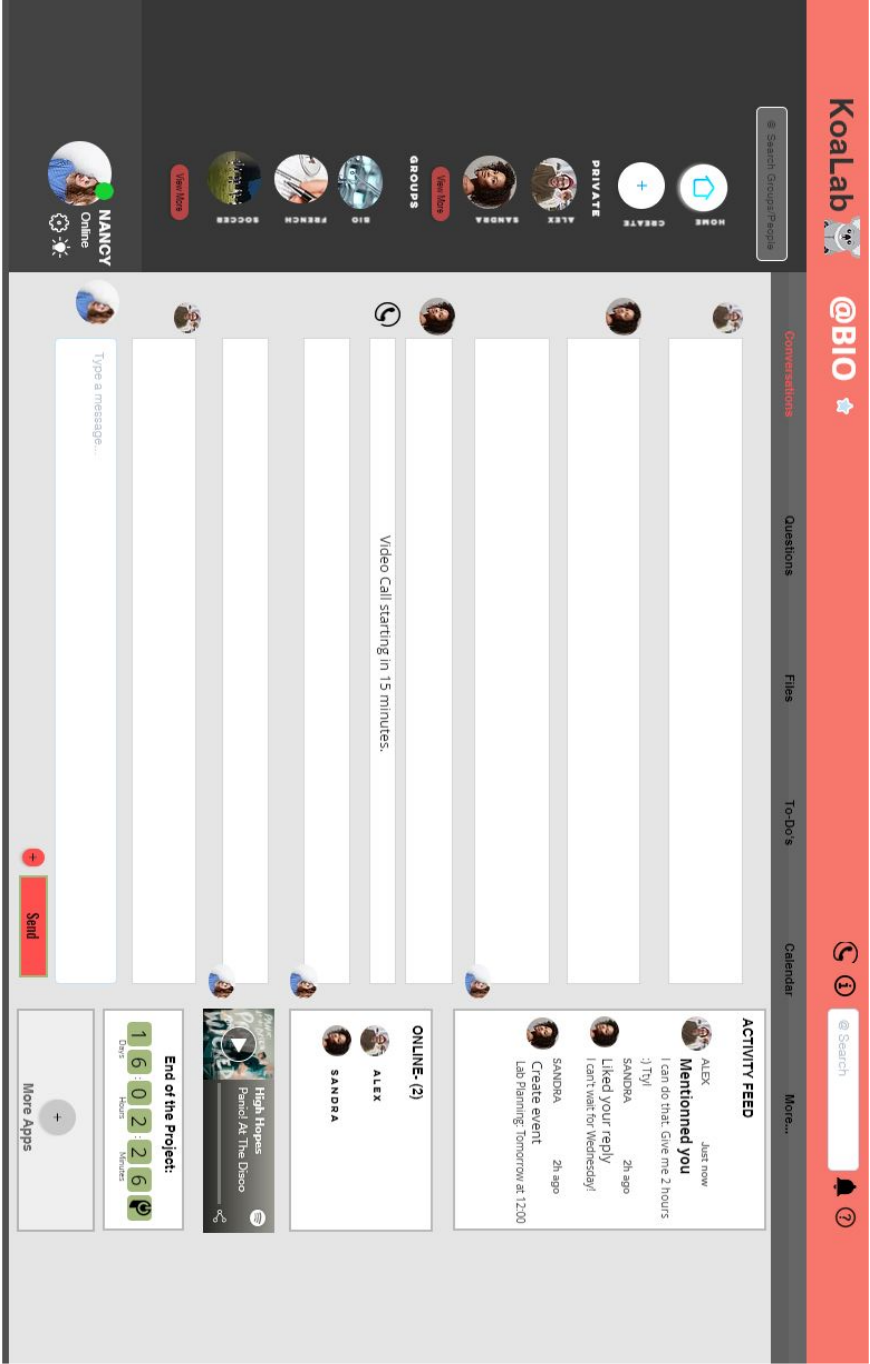 KoaLab
@BIO
@ Search
@ Search Groups/People
HOME
CREATE
PRIVATE
ALEX
SANDRA
View More
GROUPS
BIO
FRENCH
SOCCER
View More
NANCY
Online
Conversations
Questions
Files
To-Do's
Calendar
More...
Video Call starting in 15 minutes.
Type a message...
+
Send
ACTIVITY FEED
ALEX Just now
Mentionned you
I can do that. Give me 2 hours
:) Ty!
SANDRA 2h ago
Liked your reply
I can't wait for Wednesday!
SANDRA 2h ago
Create event
Lab Planning: Tomorrow at 12:00
ONLINE- (2)
ALEX
SANDRA
High Hopes
Panic! At The Disoo
End of the Project:
1 6 : 0 2 : 2 6
Days Hours Minutes
+
More Apps